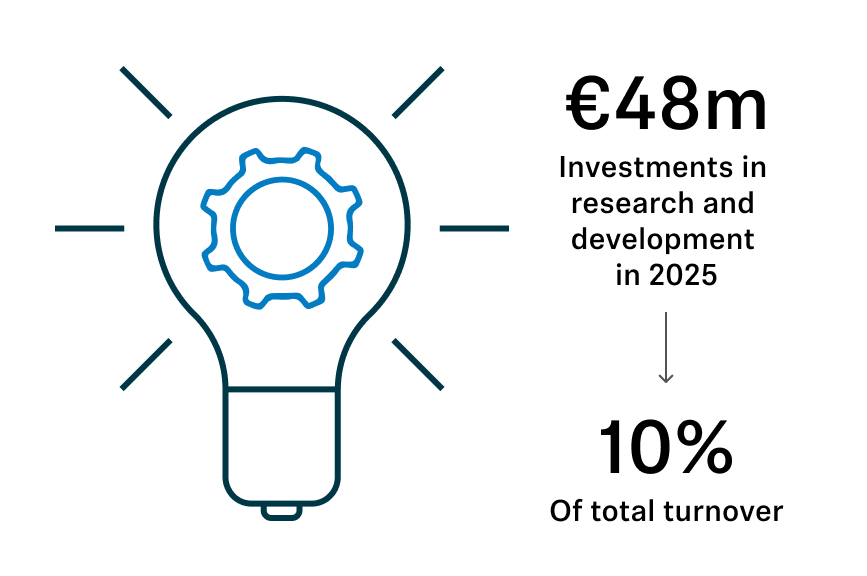 €48m
Investments in
research and
development
in 2025
10%
Of total turnover